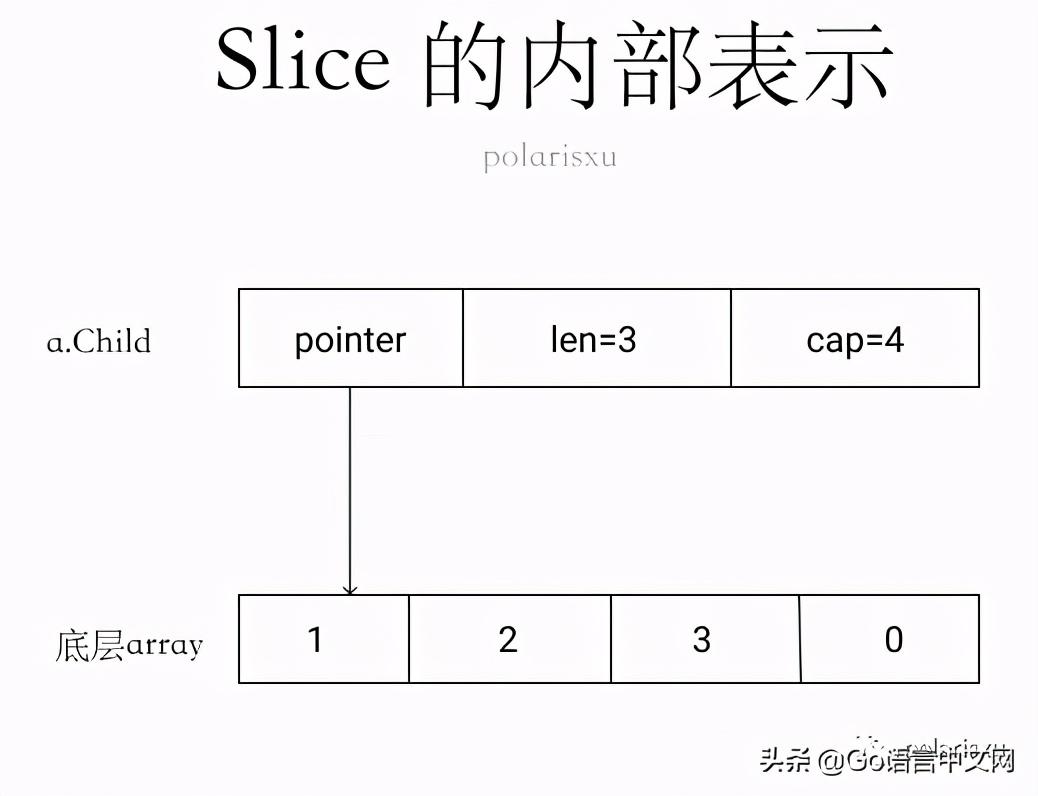 Slice 的内部表示
polarisxu
a.Child
pointer
len=3
cap=4
底层array
1
2
3
0
头条 @Go语言中文网